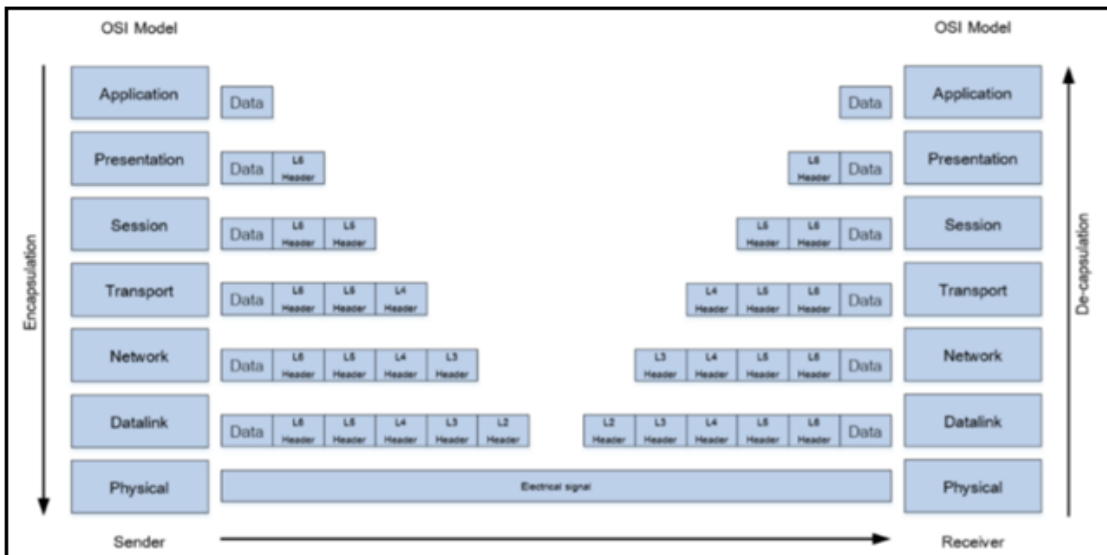 OSI Model
OSI Model
Application
Data
Data
Application
Presentation
Data
L6
Header
L6
Header
Data
Presentation
Session
Data
L6
Header
L5
Header
L5
Header
L6
Header
Data
Session
Transport
Data
L6
Header
L5
Header
L4
Header
L4
Header
L5
Header
L6
Header
Data
Transport
Network
Data
L6
Header
L5
Header
L4
Header
L3
Header
L3
Header
L4
Header
L5
Header
L6
Header
Data
Network
Datalink
Data
L6
Header
L5
Header
L4
Header
L3
Header
L2
Header
L2
Header
L3
Header
L4
Header
L5
Header
L6
Header
Data
Datalink
Physical
Electrical signal
Physical
Encapsulation
De-capsulation
Sender
Receiver